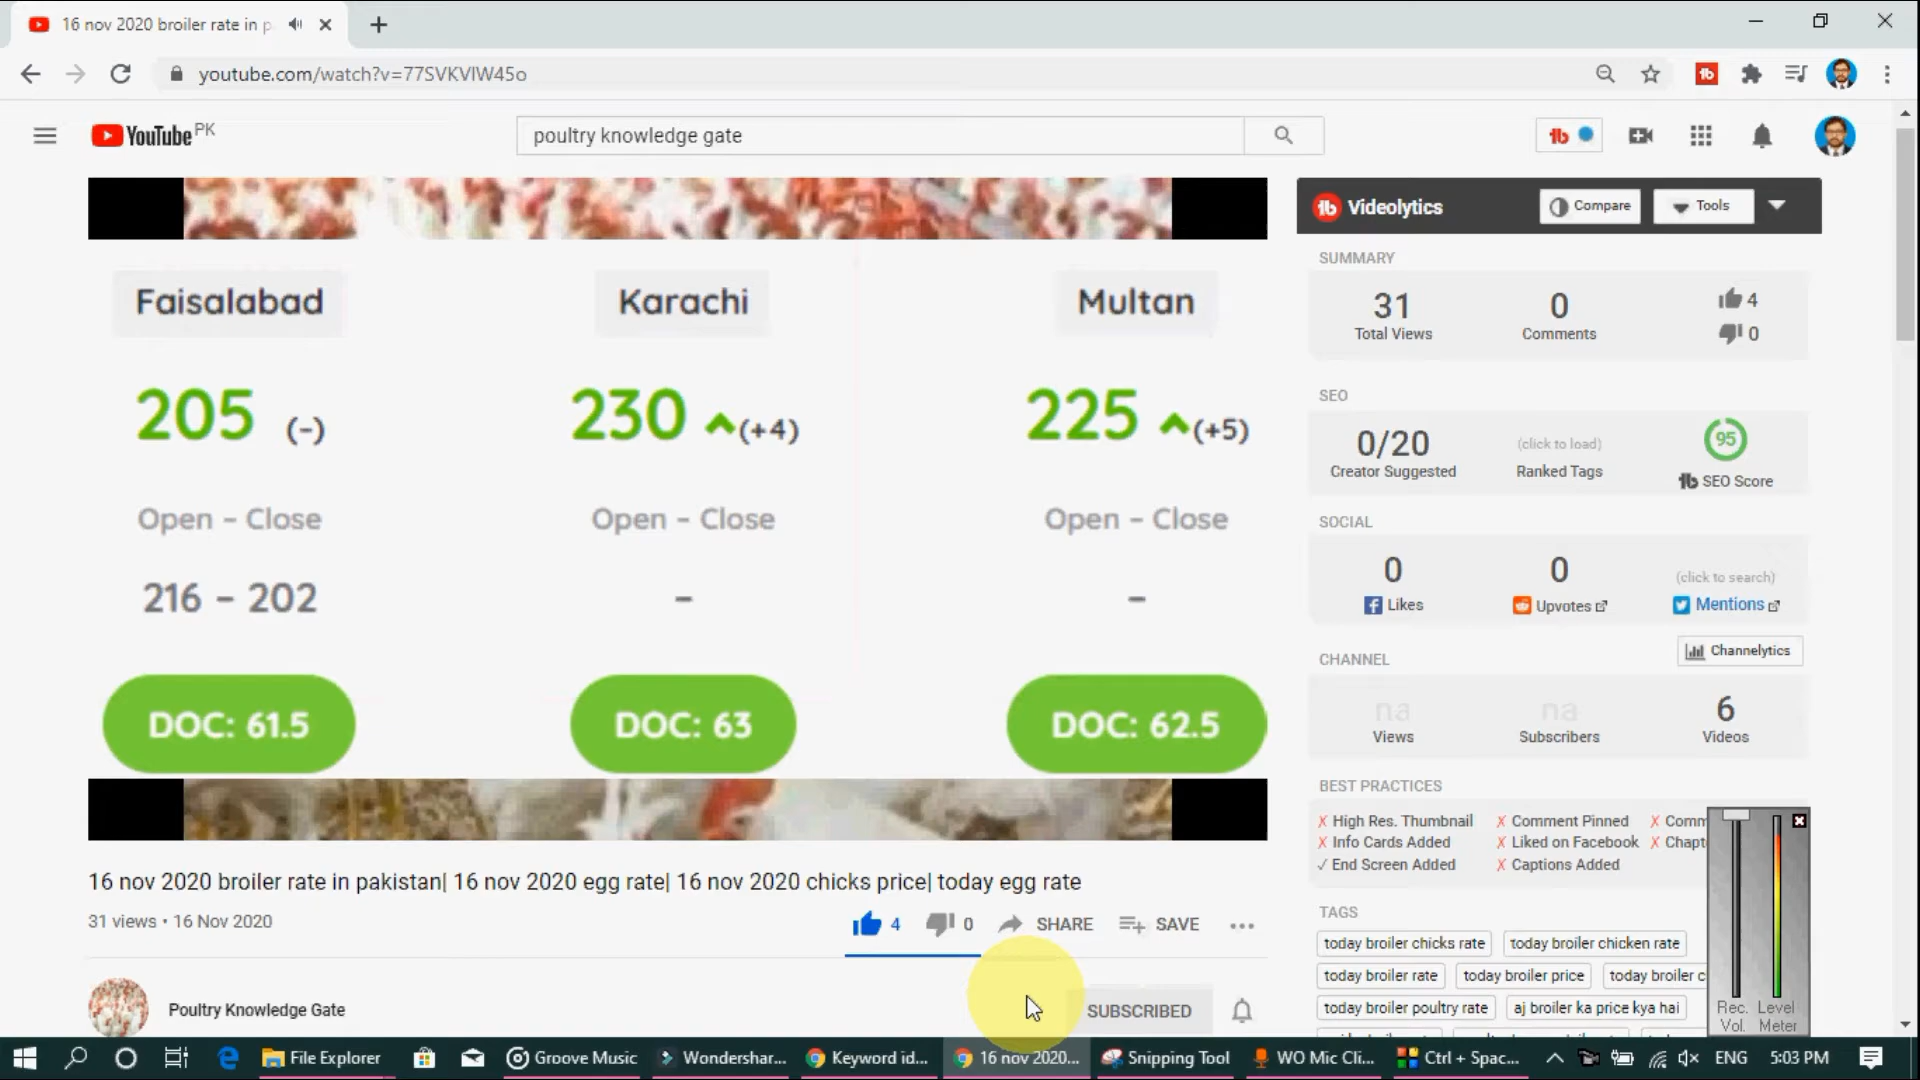 16 nov 2020 broiler rate in p
youtube.com/watch?v=77SVKVIW45o
YouTube PK
poultry knowledge gate
Faisalabad
Karachi
Multan
205 (-)
230 (+4)
225 (+5)
Open - Close
Open - Close
Open - Close
216 - 202
-
-
DOC: 61.5
DOC: 63
DOC: 62.5
16 nov 2020 broiler rate in pakistan| 16 nov 2020 egg rate| 16 nov 2020 chicks price| today egg rate
31 views • 16 Nov 2020
4
0
SHARE
SAVE
Poultry Knowledge Gate
SUBSCRIBED
Videolytics
Compare
Tools
SUMMARY
31
0
4
Total Views
Comments
0
SEO
0/20
(click to load)
95
Creator Suggested
Ranked Tags
SEO Score
SOCIAL
0
0
(click to search)
Likes
Upvotes
Mentions
CHANNEL
Channelytics
na
na
6
Views
Subscribers
Videos
BEST PRACTICES
✗ High Res. Thumbnail
✗ Comment Pinned
✗ Comm
✗ Info Cards Added
✗ Liked on Facebook
✗ Chapt
✓ End Screen Added
✗ Captions Added
TAGS
today broiler chicks rate
today broiler chicken rate
today broiler rate
today broiler price
today broiler c
today broiler poultry rate
aj broiler ka price kya hai
Rec. Vol.
Level Meter
File Explorer
Groove Music
Wondershar...
Keyword id...
16 nov 2020...
Snipping Tool
WO Mic Cli...
Ctrl + Spac...
ENG
5:03 PM